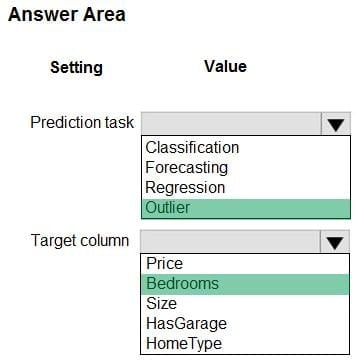 Answer Area
Setting Value
Prediction task
Classification
Forecasting
Regression
Outlier
Target column
Price
Bedrooms
Size
HasGarage
HomeType